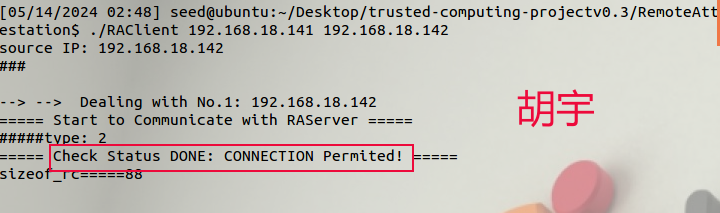 [05/14/2024 02:48] seed@ubuntu:~/Desktop/trusted-computing-projectv0.3/RemoteAtt
estation$ ./RAClient 192.168.18.141 192.168.18.142
source IP: 192.168.18.142
###
--> -->  Dealing with No.1: 192.168.18.142
===== Start to Communicate with RAServer =====
#####type: 2
===== Check Status DONE: CONNECTION Permited! =====
sizeof_rc=====88
胡宇